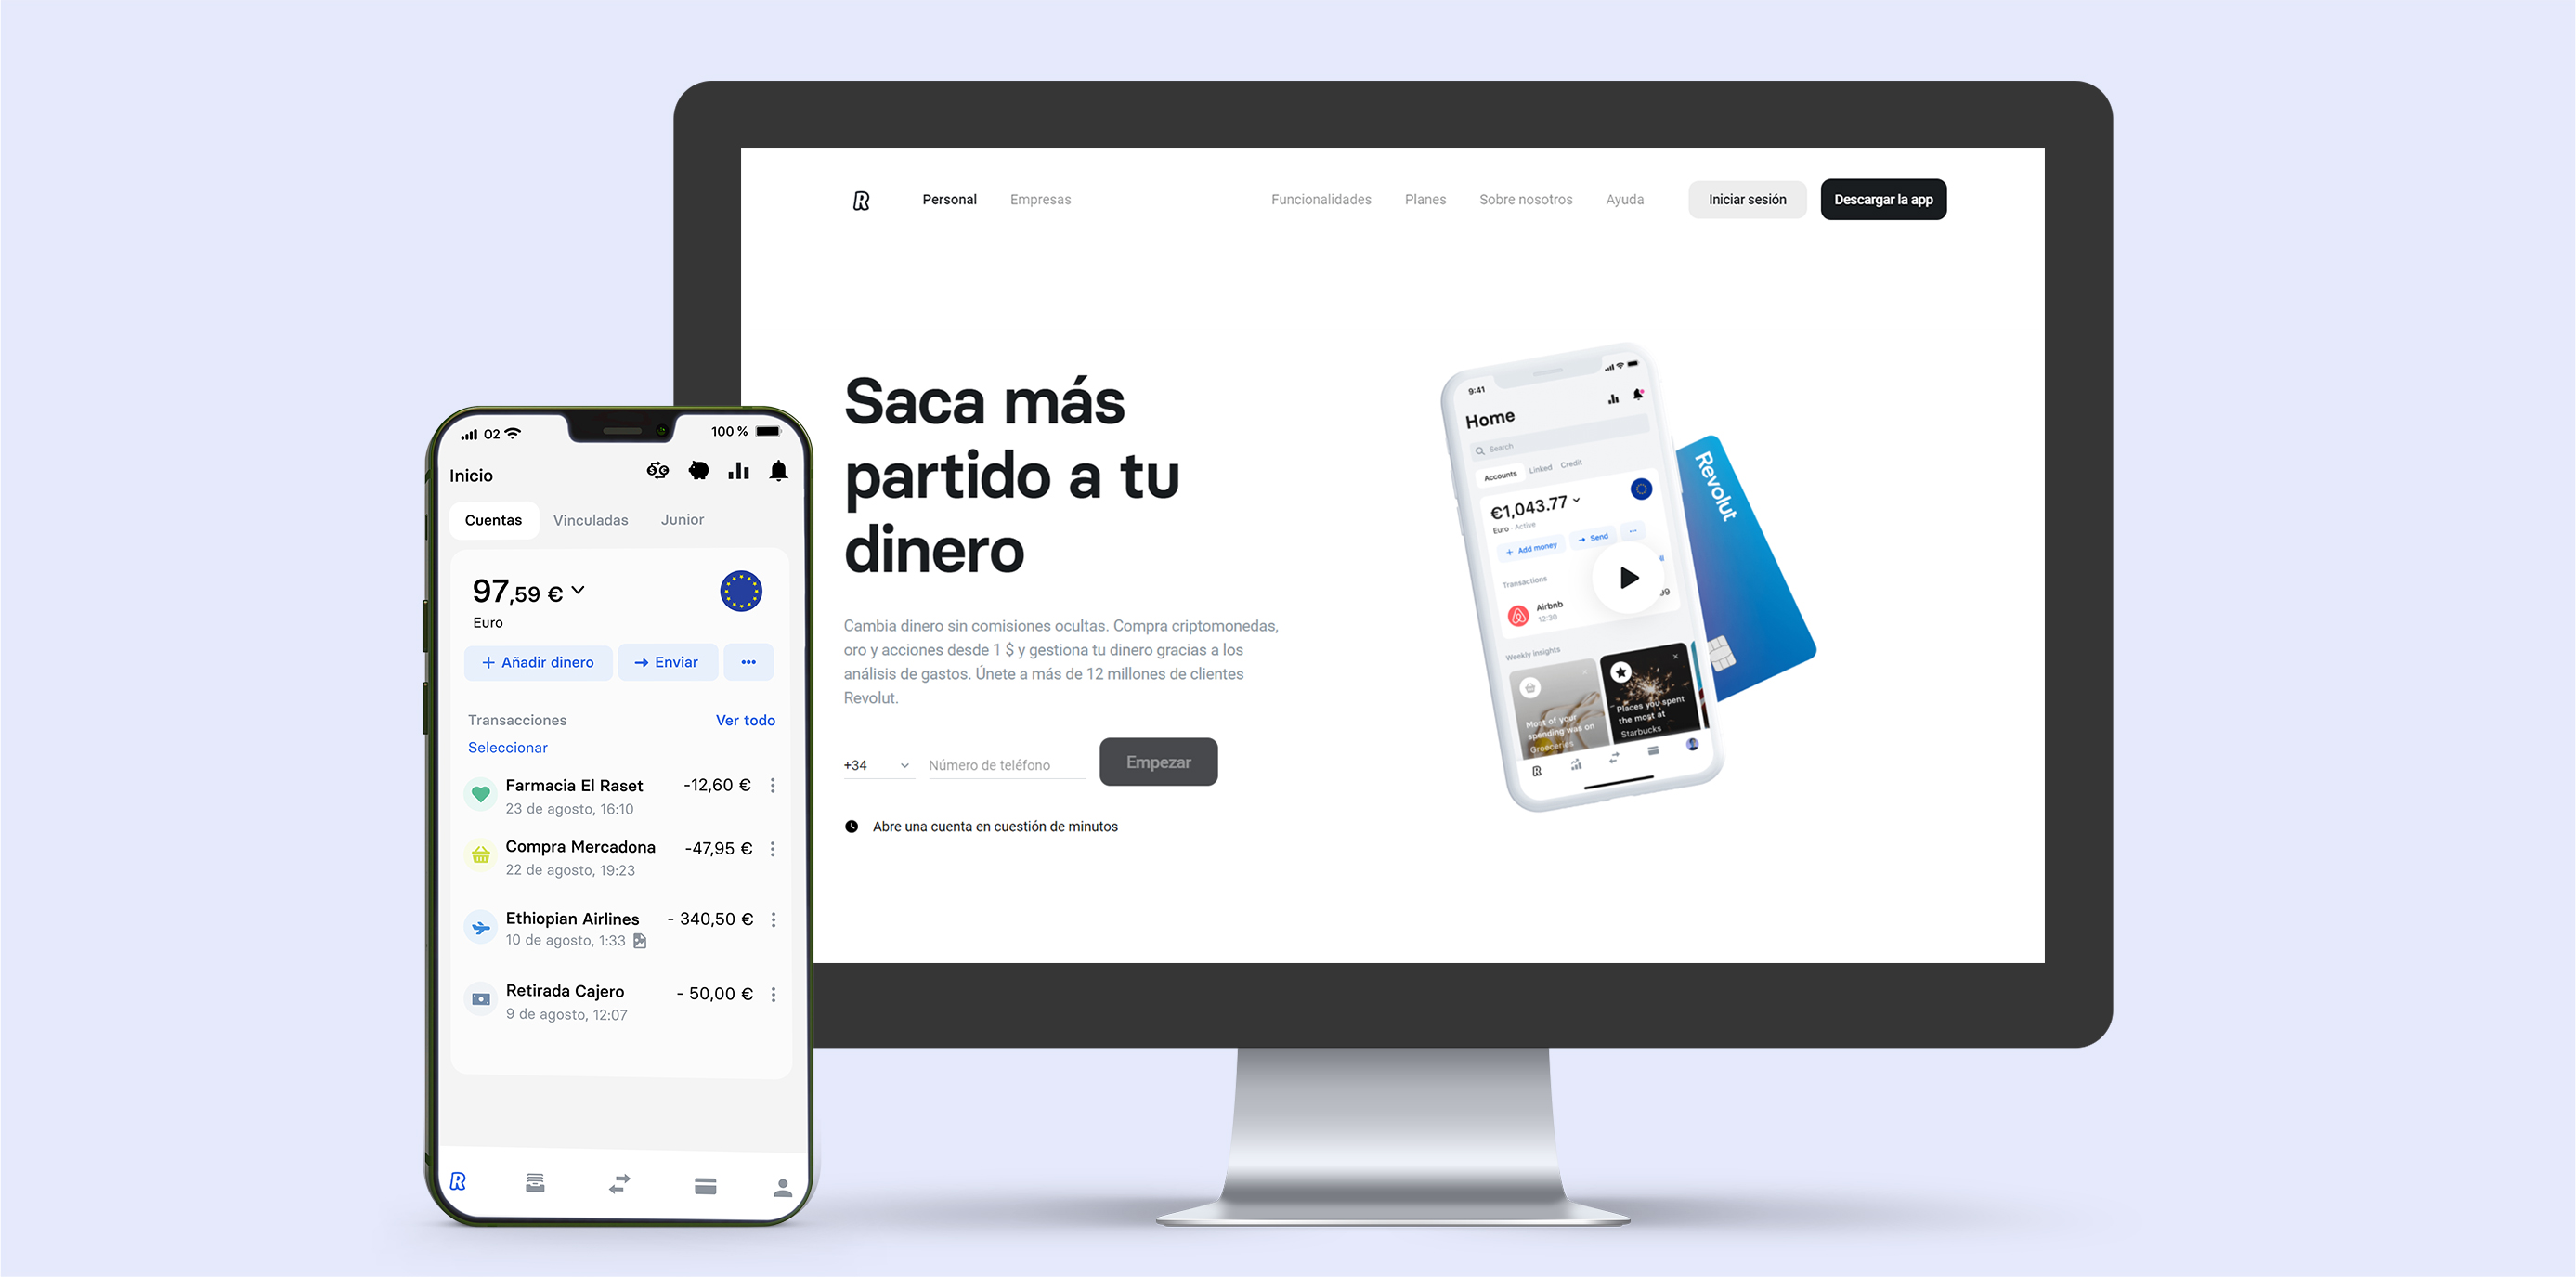 R
Personal
Empresas
Funcionalidades
Planes
Sobre nosotros
Ayuda
Iniciar sesión
Descargar la app
Saca más
partido a tu
dinero
Cambia dinero sin comisiones ocultas. Compra criptomonedas,
oro y acciones desde 1 $ y gestiona tu dinero gracias a los
análisis de gastos. Únete a más de 12 millones de clientes
Revolut.
+34
Número de teléfono
Empezar
Abre una cuenta en cuestión de minutos
9:41
Home
Search
Accounts
Linked
Credit
€1,043.77
Euro · Active
+ Add money
→ Send
Transactions
Airbnb
12:30
99
Weekly insights
Most of your
spending was on
Groceries
Places you spent
the most at
Starbucks
R
Revolut
O2
100 %
Inicio
Cuentas
Vinculadas
Junior
97,59 €
Euro
+ Añadir dinero
→ Enviar
Transacciones
Ver todo
Seleccionar
Farmacia El Raset
-12,60 €
23 de agosto, 16:10
Compra Mercadona
-47,95 €
22 de agosto, 19:23
Ethiopian Airlines
- 340,50 €
10 de agosto, 1:33
Retirada Cajero
- 50,00 €
9 de agosto, 12:07
R